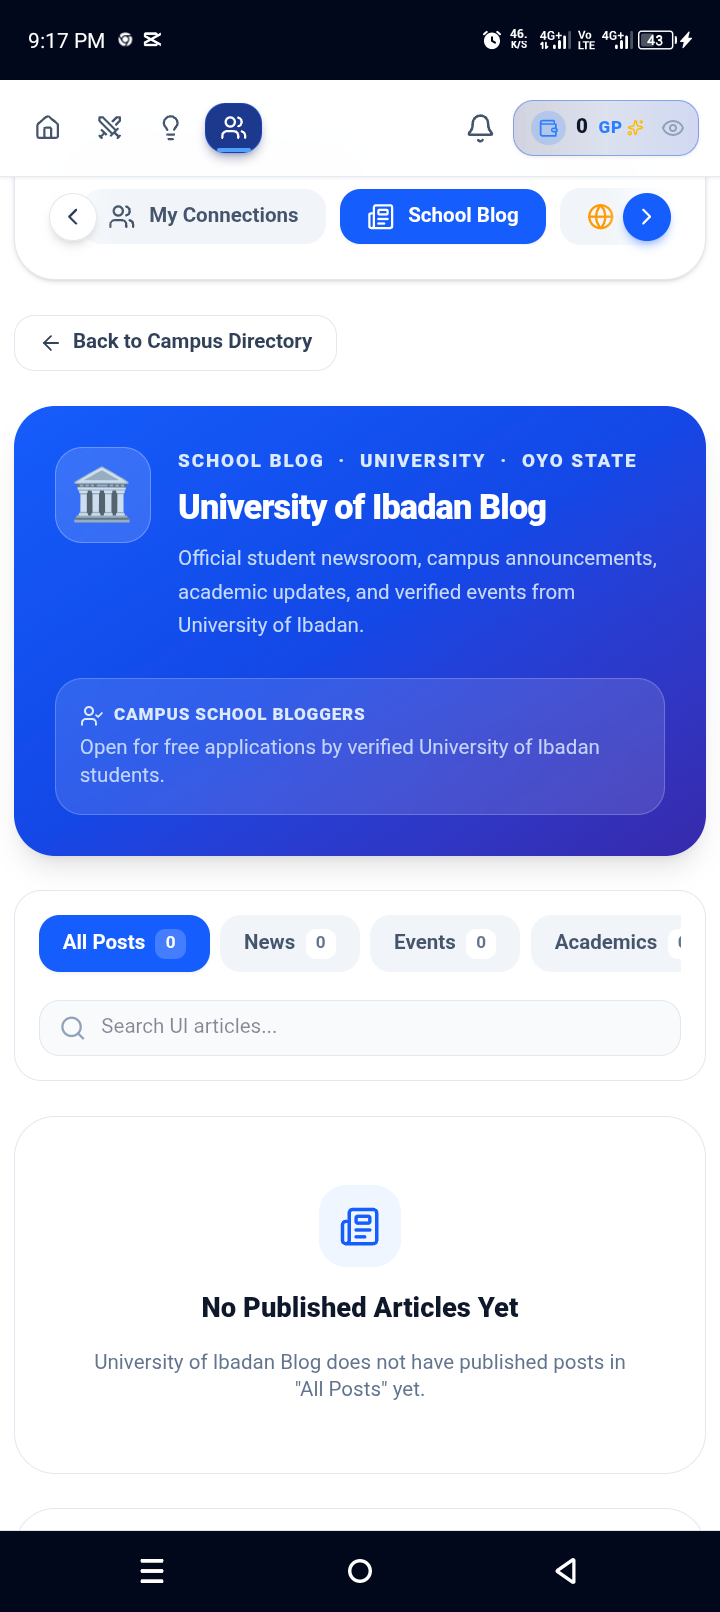 9:17 PM
46.
K/S
4G+
Vo
LTE
4G+
43
0 GP
My Connections
School Blog
Back to Campus Directory
SCHOOL BLOG · UNIVERSITY · OYO STATE
University of Ibadan Blog
Official student newsroom, campus announcements,
academic updates, and verified events from
University of Ibadan.
CAMPUS SCHOOL BLOGGERS
Open for free applications by verified University of Ibadan
students.
All Posts 0 News 0 Events 0 Academics
Search UI articles...
No Published Articles Yet
University of Ibadan Blog does not have published posts in
"All Posts" yet.